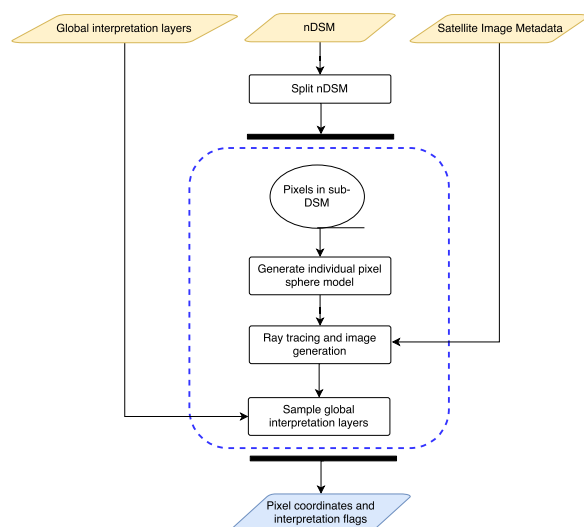 Global interpretation layers
nDSM
Satellite Image Metadata
Split nDSM
Pixels in sub-
DSM
Generate individual pixel
sphere model
Ray tracing and image
generation
Sample global
interpretation layers
Pixel coordinates and
interpretation flags